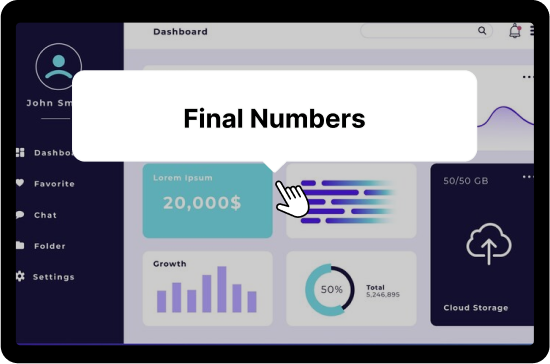 Dashboard
John Sm
Final Numbers
Dashbo
Favorite
Chat
Folder
Settings
Lorem Ipsum
20,000$
50/50 GB
Cloud Storage
Growth
50%
Total
5,246,895